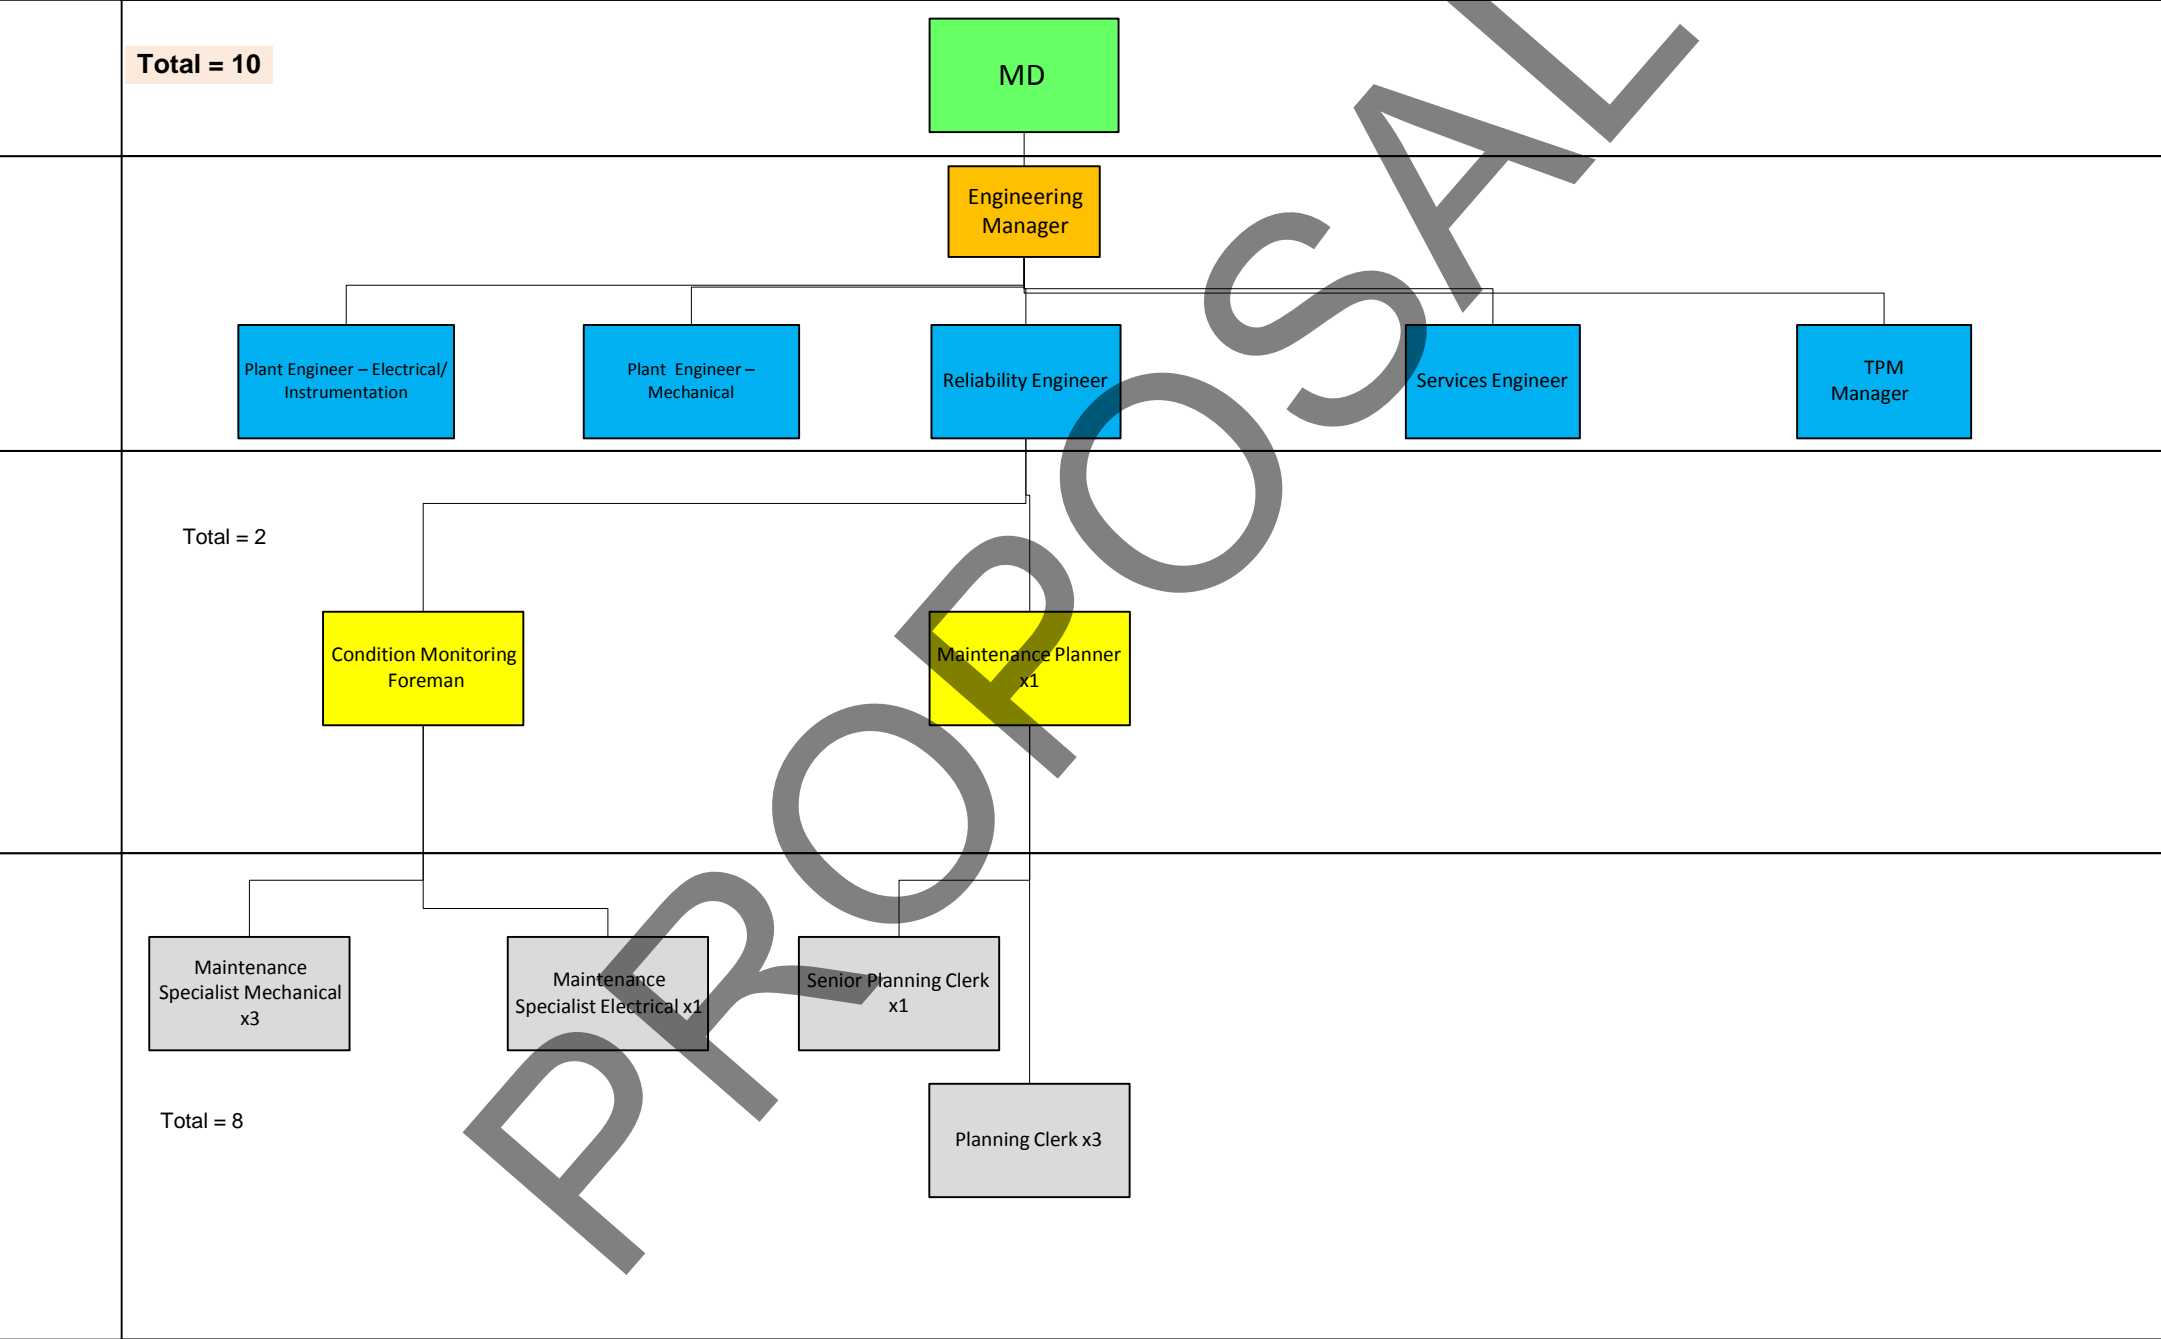 Total = 10
MD
Engineering
Manager
Plant Engineer – Electrical/
Instrumentation
Plant  Engineer –
Mechanical
Reliability Engineer
Services Engineer
TPM
Manager
Total = 2
Condition Monitoring
Foreman
Maintenance Planner
x1
Maintenance
Specialist Mechanical
x3
Maintenance
Specialist Electrical x1
Senior Planning Clerk
x1
Total = 8
Planning Clerk x3
PROPOSAL